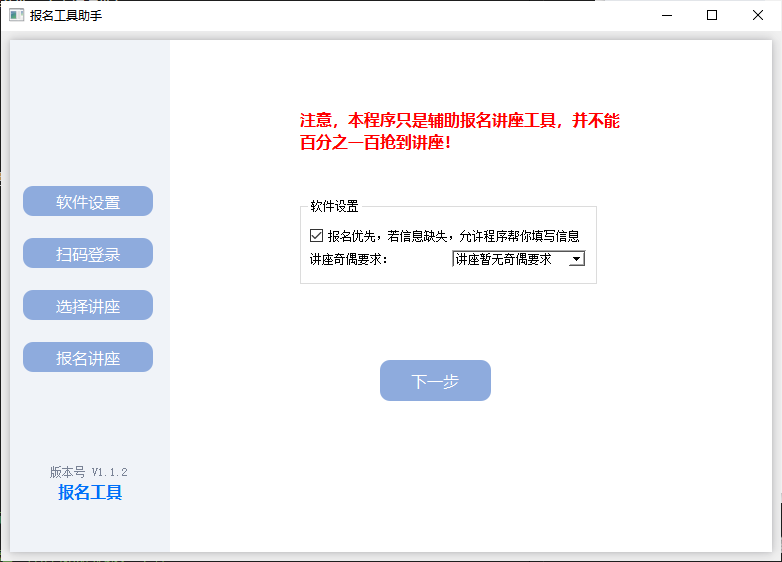 报名工具助手
注意，本程序只是辅助报名讲座工具，并不能
百分之一百抢到讲座！
软件设置
报名优先，若信息缺失，允许程序帮你填写信息
讲座奇偶要求：
讲座暂无奇偶要求
下一步
软件设置
扫码登录
选择讲座
报名讲座
版本号 V1.1.2
报名工具